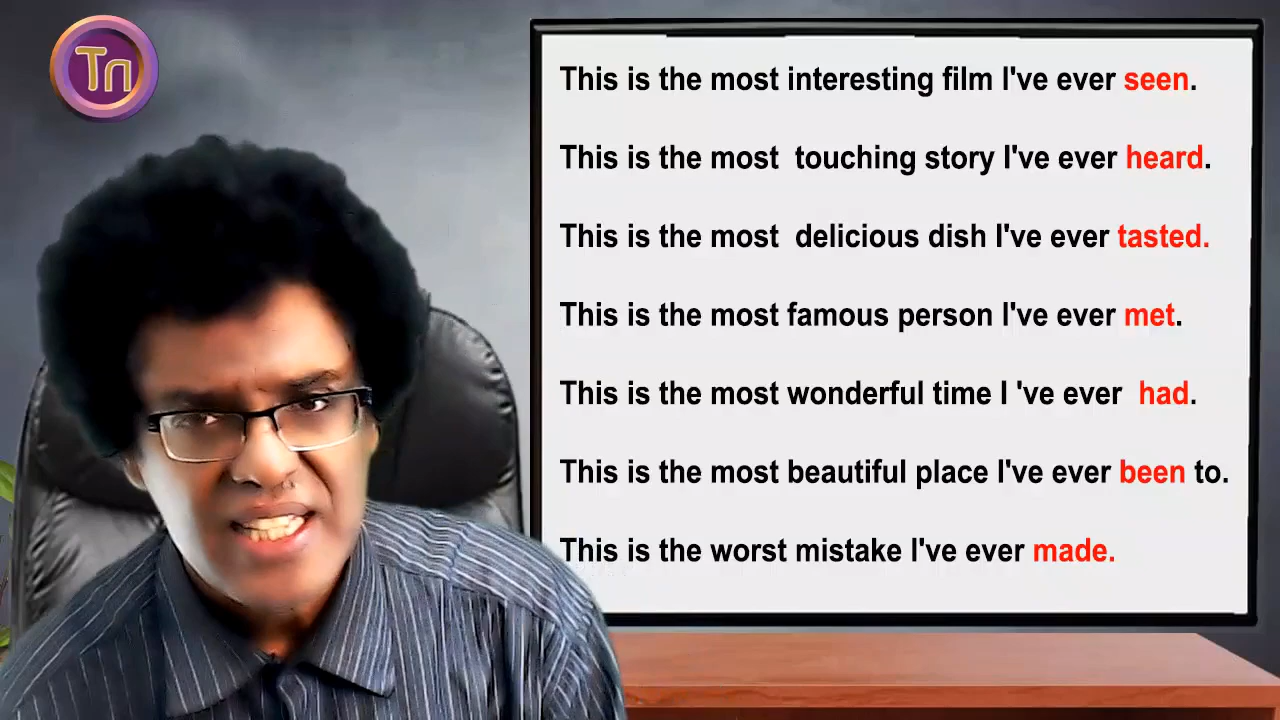 Tn
This is the most interesting film I've ever seen.
This is the most  touching story I've ever heard.
This is the most  delicious dish I've ever tasted.
This is the most famous person I've ever met.
This is the most wonderful time I 've ever  had.
This is the most beautiful place I've ever been to.
This is the worst mistake I've ever made.